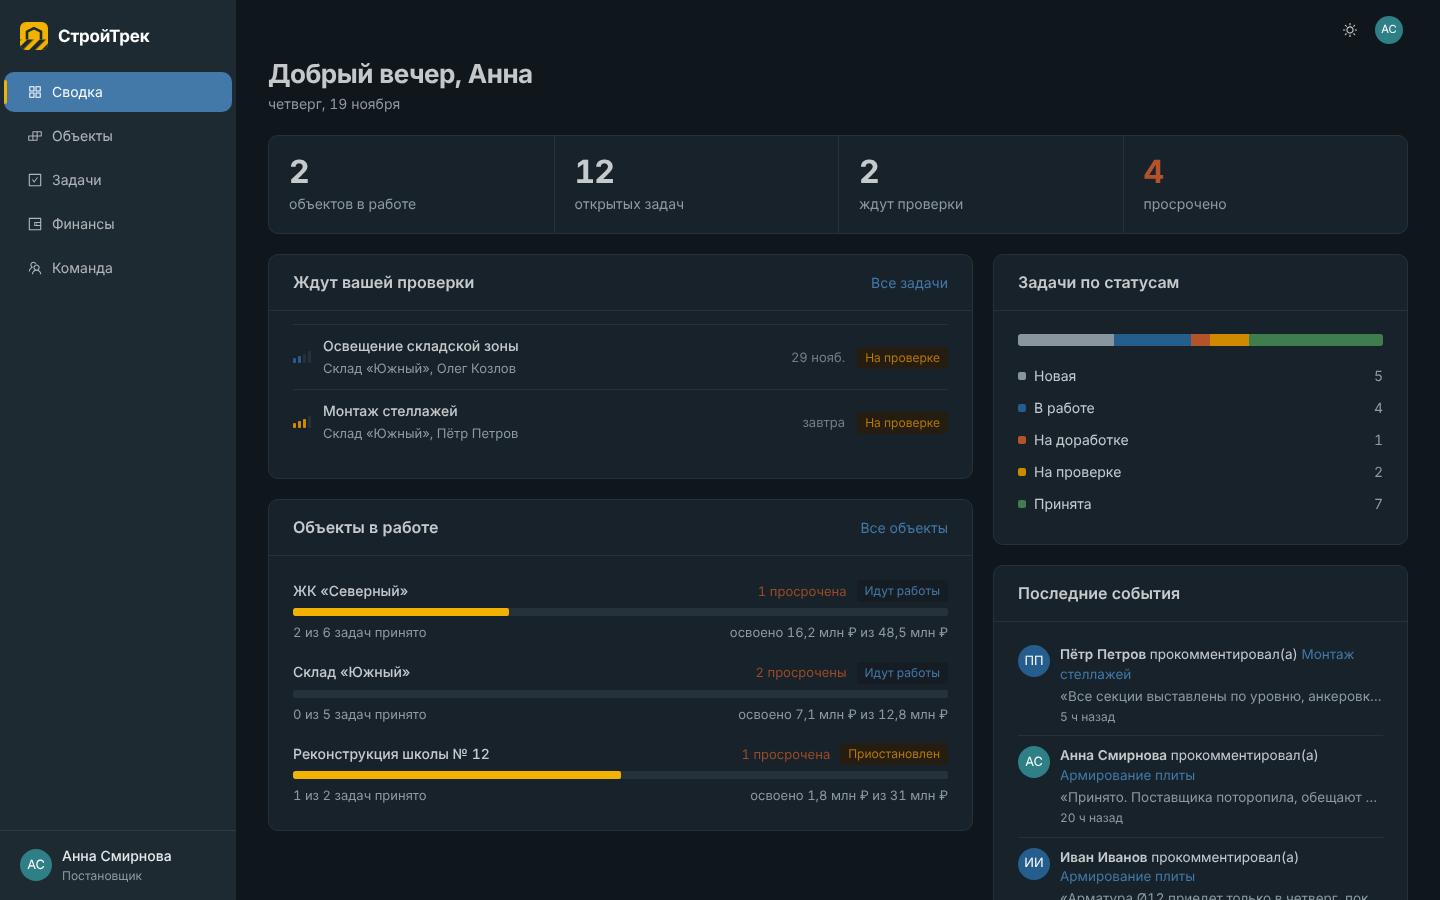 СтройТрек
Сводка
Объекты
Задачи
Финансы
Команда
АС
Анна Смирнова
Постановщик
АС
Добрый вечер, Анна
четверг, 19 ноября
2
объектов в работе
12
открытых задач
2
ждут проверки
4
просрочено
Ждут вашей проверки
Все задачи
Освещение складской зоны
Склад «Южный», Олег Козлов
29 нояб.
На проверке
Монтаж стеллажей
Склад «Южный», Пётр Петров
завтра
На проверке
Объекты в работе
Все объекты
ЖК «Северный»
1 просрочена
Идут работы
2 из 6 задач принято
освоено 16,2 млн ₽ из 48,5 млн ₽
Склад «Южный»
2 просрочены
Идут работы
0 из 5 задач принято
освоено 7,1 млн ₽ из 12,8 млн ₽
Реконструкция школы № 12
1 просрочена
Приостановлен
1 из 2 задач принято
освоено 1,8 млн ₽ из 31 млн ₽
Задачи по статусам
Новая 5
В работе 4
На доработке 1
На проверке 2
Принята 7
Последние события
ПП
Пётр Петров прокомментировал(а) Монтаж
стеллажей
«Все секции выставлены по уровню, анкеровк...
5 ч назад
АС
Анна Смирнова прокомментировал(а)
Армирование плиты
«Принято. Поставщика поторопила, обещают ...
20 ч назад
ИИ
Иван Иванов прокомментировал(а)
Армирование плиты
«Арматура Ø12 приедет только в четверг, пок...